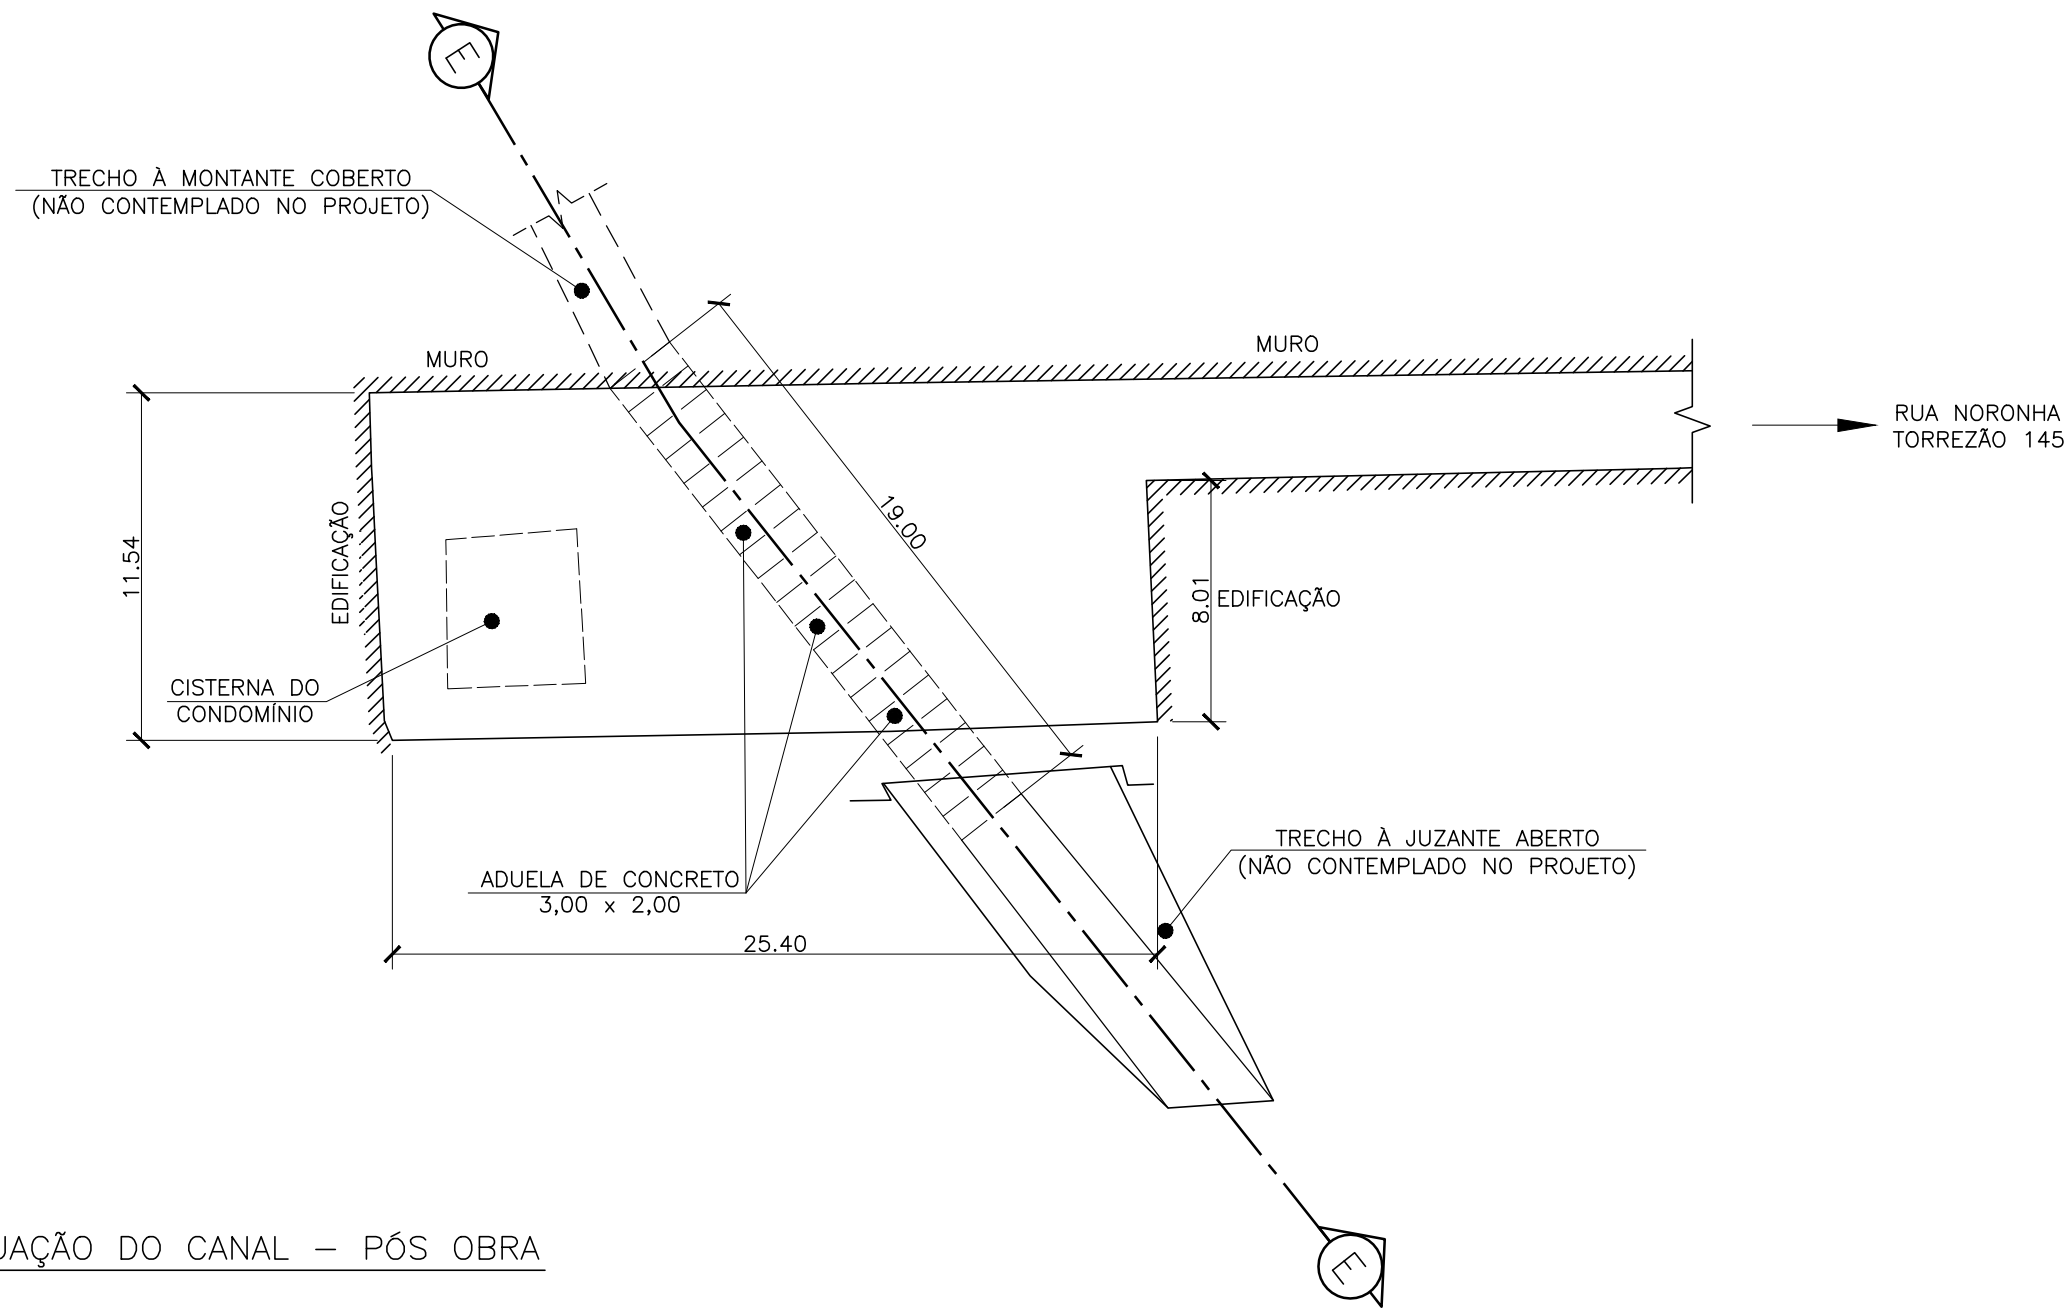 E
TRECHO À MONTANTE COBERTO
(NÃO CONTEMPLADO NO PROJETO)
MURO
MURO
RUA NORONHA
TORREZÃO 145
19.00
11.54
EDIFICAÇÃO
8.01
EDIFICAÇÃO
CISTERNA DO
CONDOMÍNIO
TRECHO À JUZANTE ABERTO
(NÃO CONTEMPLADO NO PROJETO)
ADUELA DE CONCRETO
3,00 x 2,00
25.40
E
UAÇÃO DO CANAL – PÓS OBRA